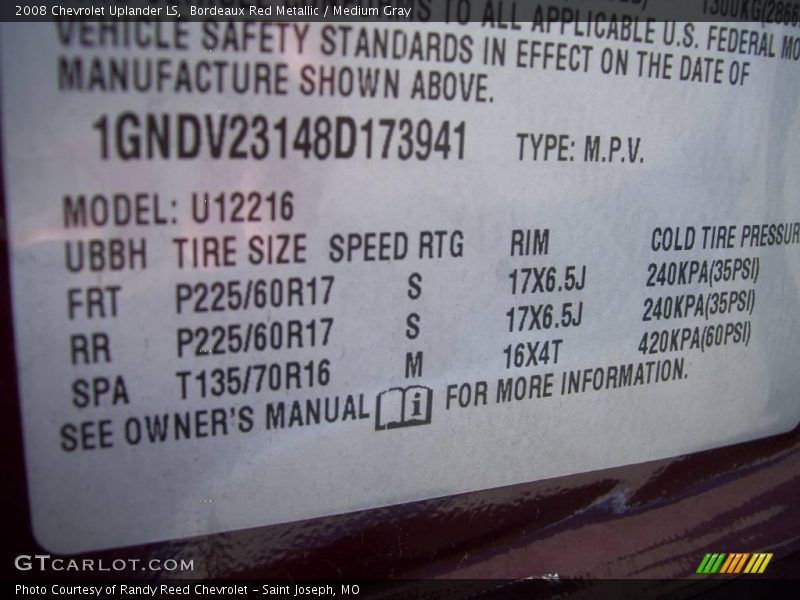 2008 Chevrolet Uplander LS, Bordeaux Red Metallic / Medium Gray
TO ALL APPLICABLE U.S. FEDERAL MO
VEHICLE SAFETY STANDARDS IN EFFECT ON THE DATE OF
MANUFACTURE SHOWN ABOVE.
1GNDV23148D173941 TYPE: M.P.V.
MODEL: U12216
UBBH TIRE SIZE SPEED RTG RIM COLD TIRE PRESSUR
FRT P225/60R17 S 17X6.5J 240KPA(35PSI)
RR P225/60R17 S 17X6.5J 240KPA(35PSI)
SPA T135/70R16 M 16X4T 420KPA(60PSI)
SEE OWNER'S MANUAL i FOR MORE INFORMATION.
GTCARLOT.COM
Photo Courtesy of Randy Reed Chevrolet - Saint Joseph, MO